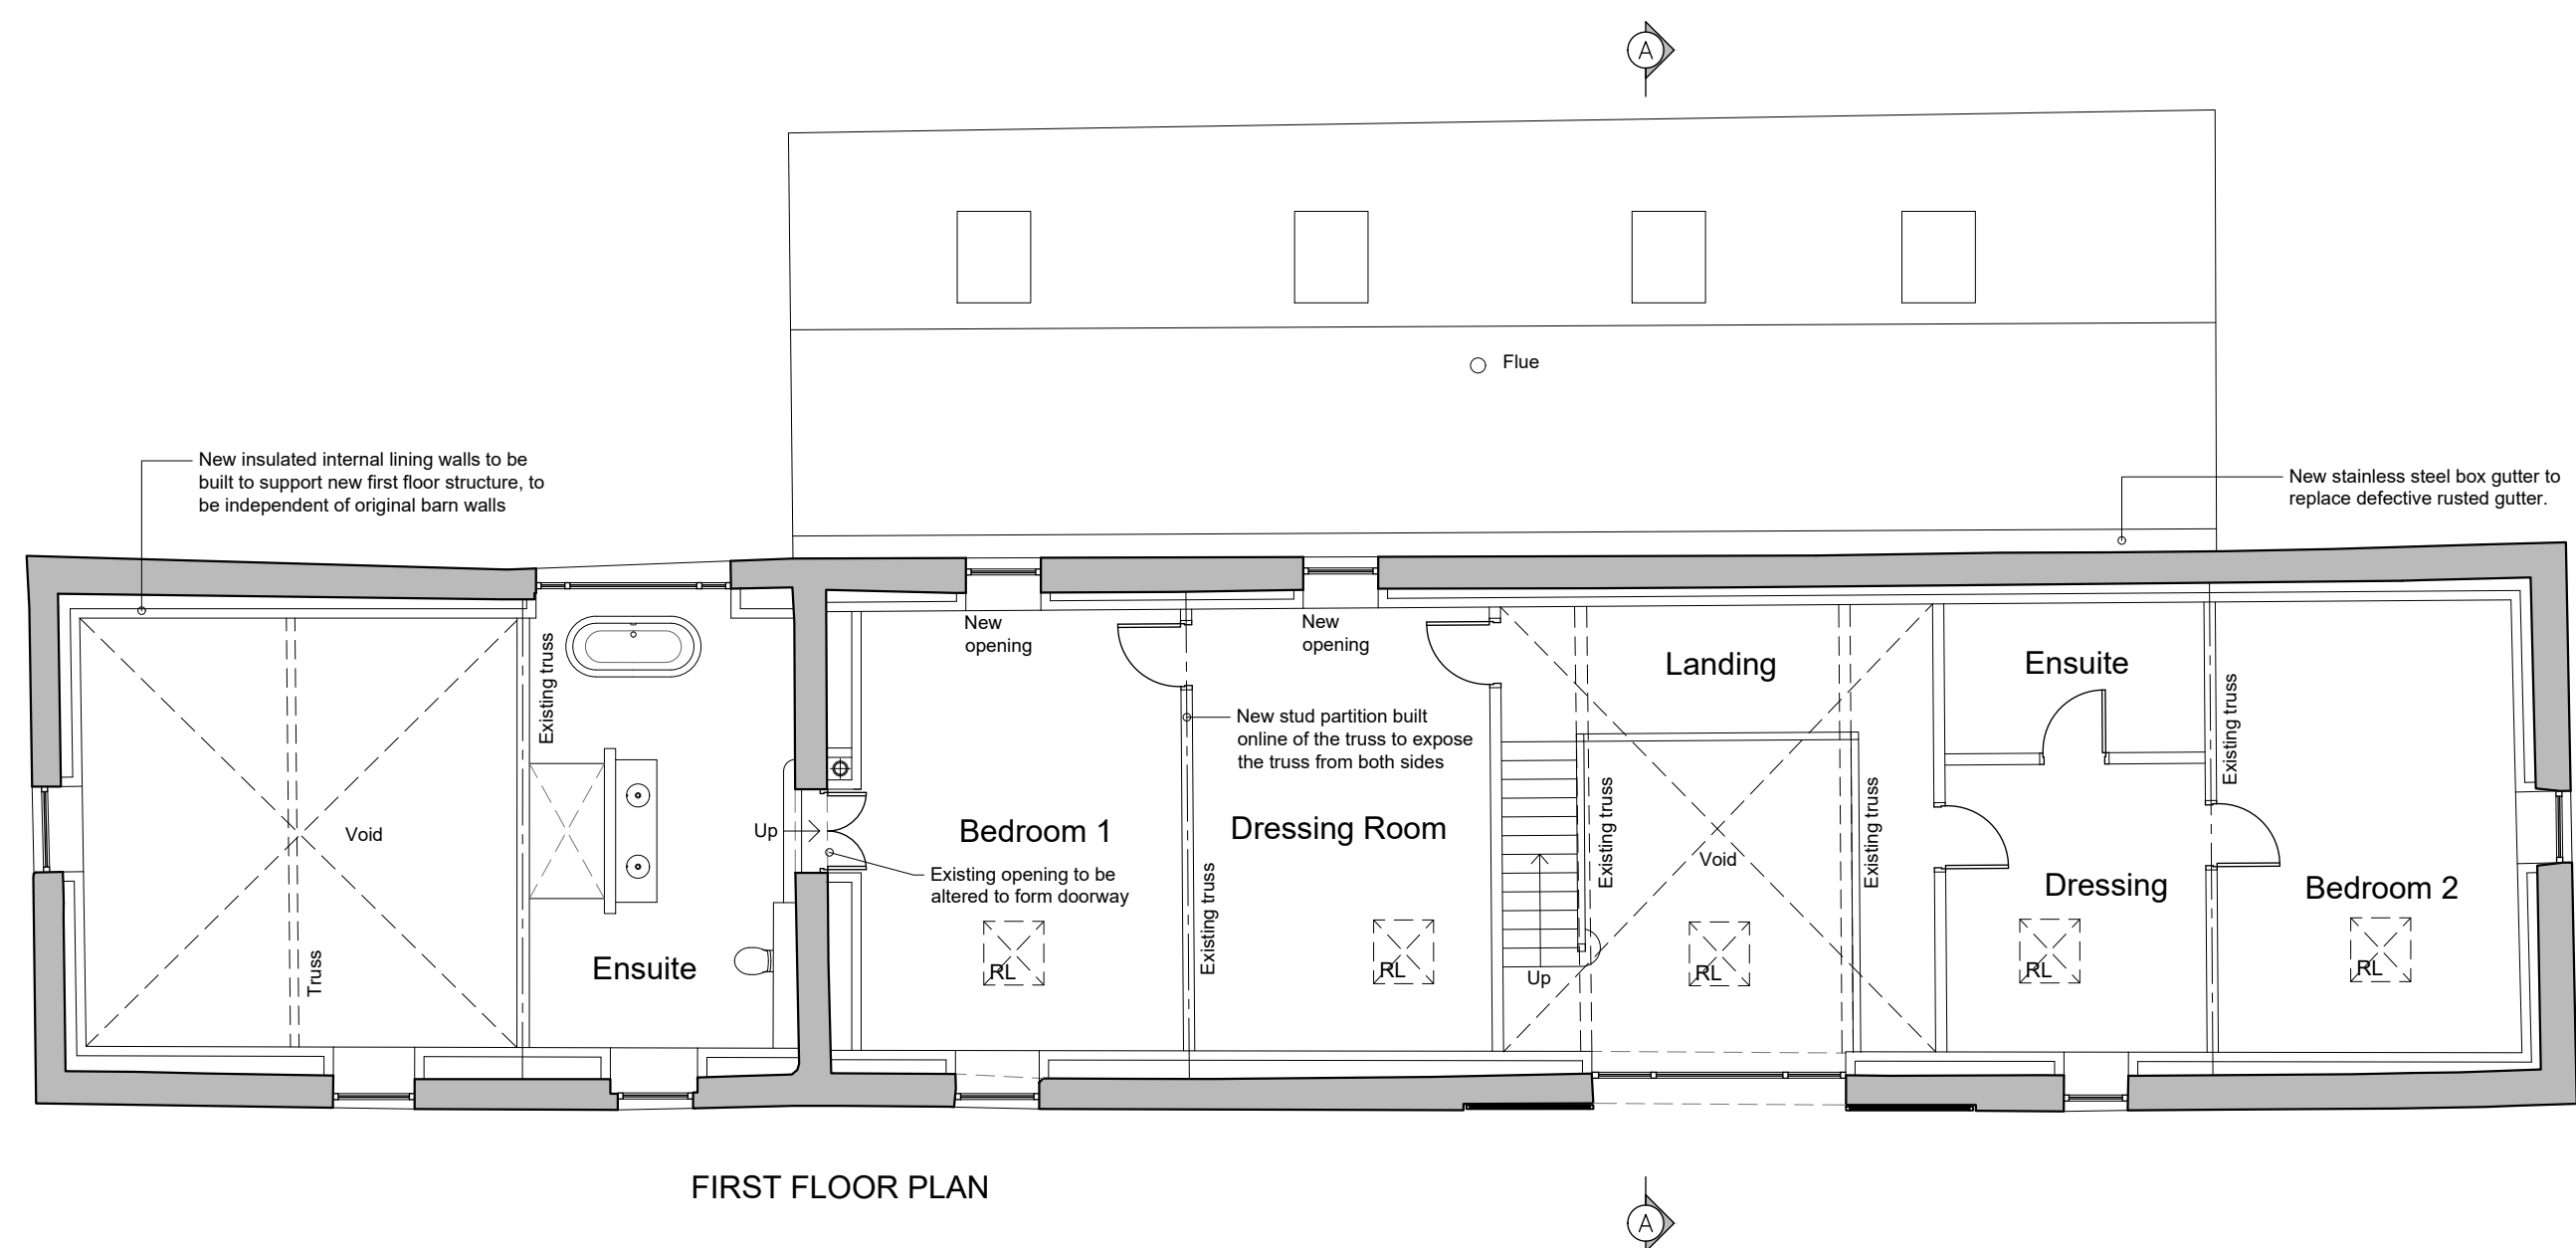 A
Flue
New insulated internal lining walls to be
built to support new first floor structure, to
be independent of original barn walls
New stainless steel box gutter to
replace defective rusted gutter.
New
opening
New
opening
Existing truss
Landing
Ensuite
Existing truss
New stud partition built
online of the truss to expose
the truss from both sides
Void
Up
Bedroom 1
Dressing Room
Existing truss
Void
Existing truss
Existing opening to be
altered to form doorway
Existing truss
Dressing
Bedroom 2
Truss
Ensuite
RL
RL
Up
RL
RL
RL
FIRST FLOOR PLAN
A